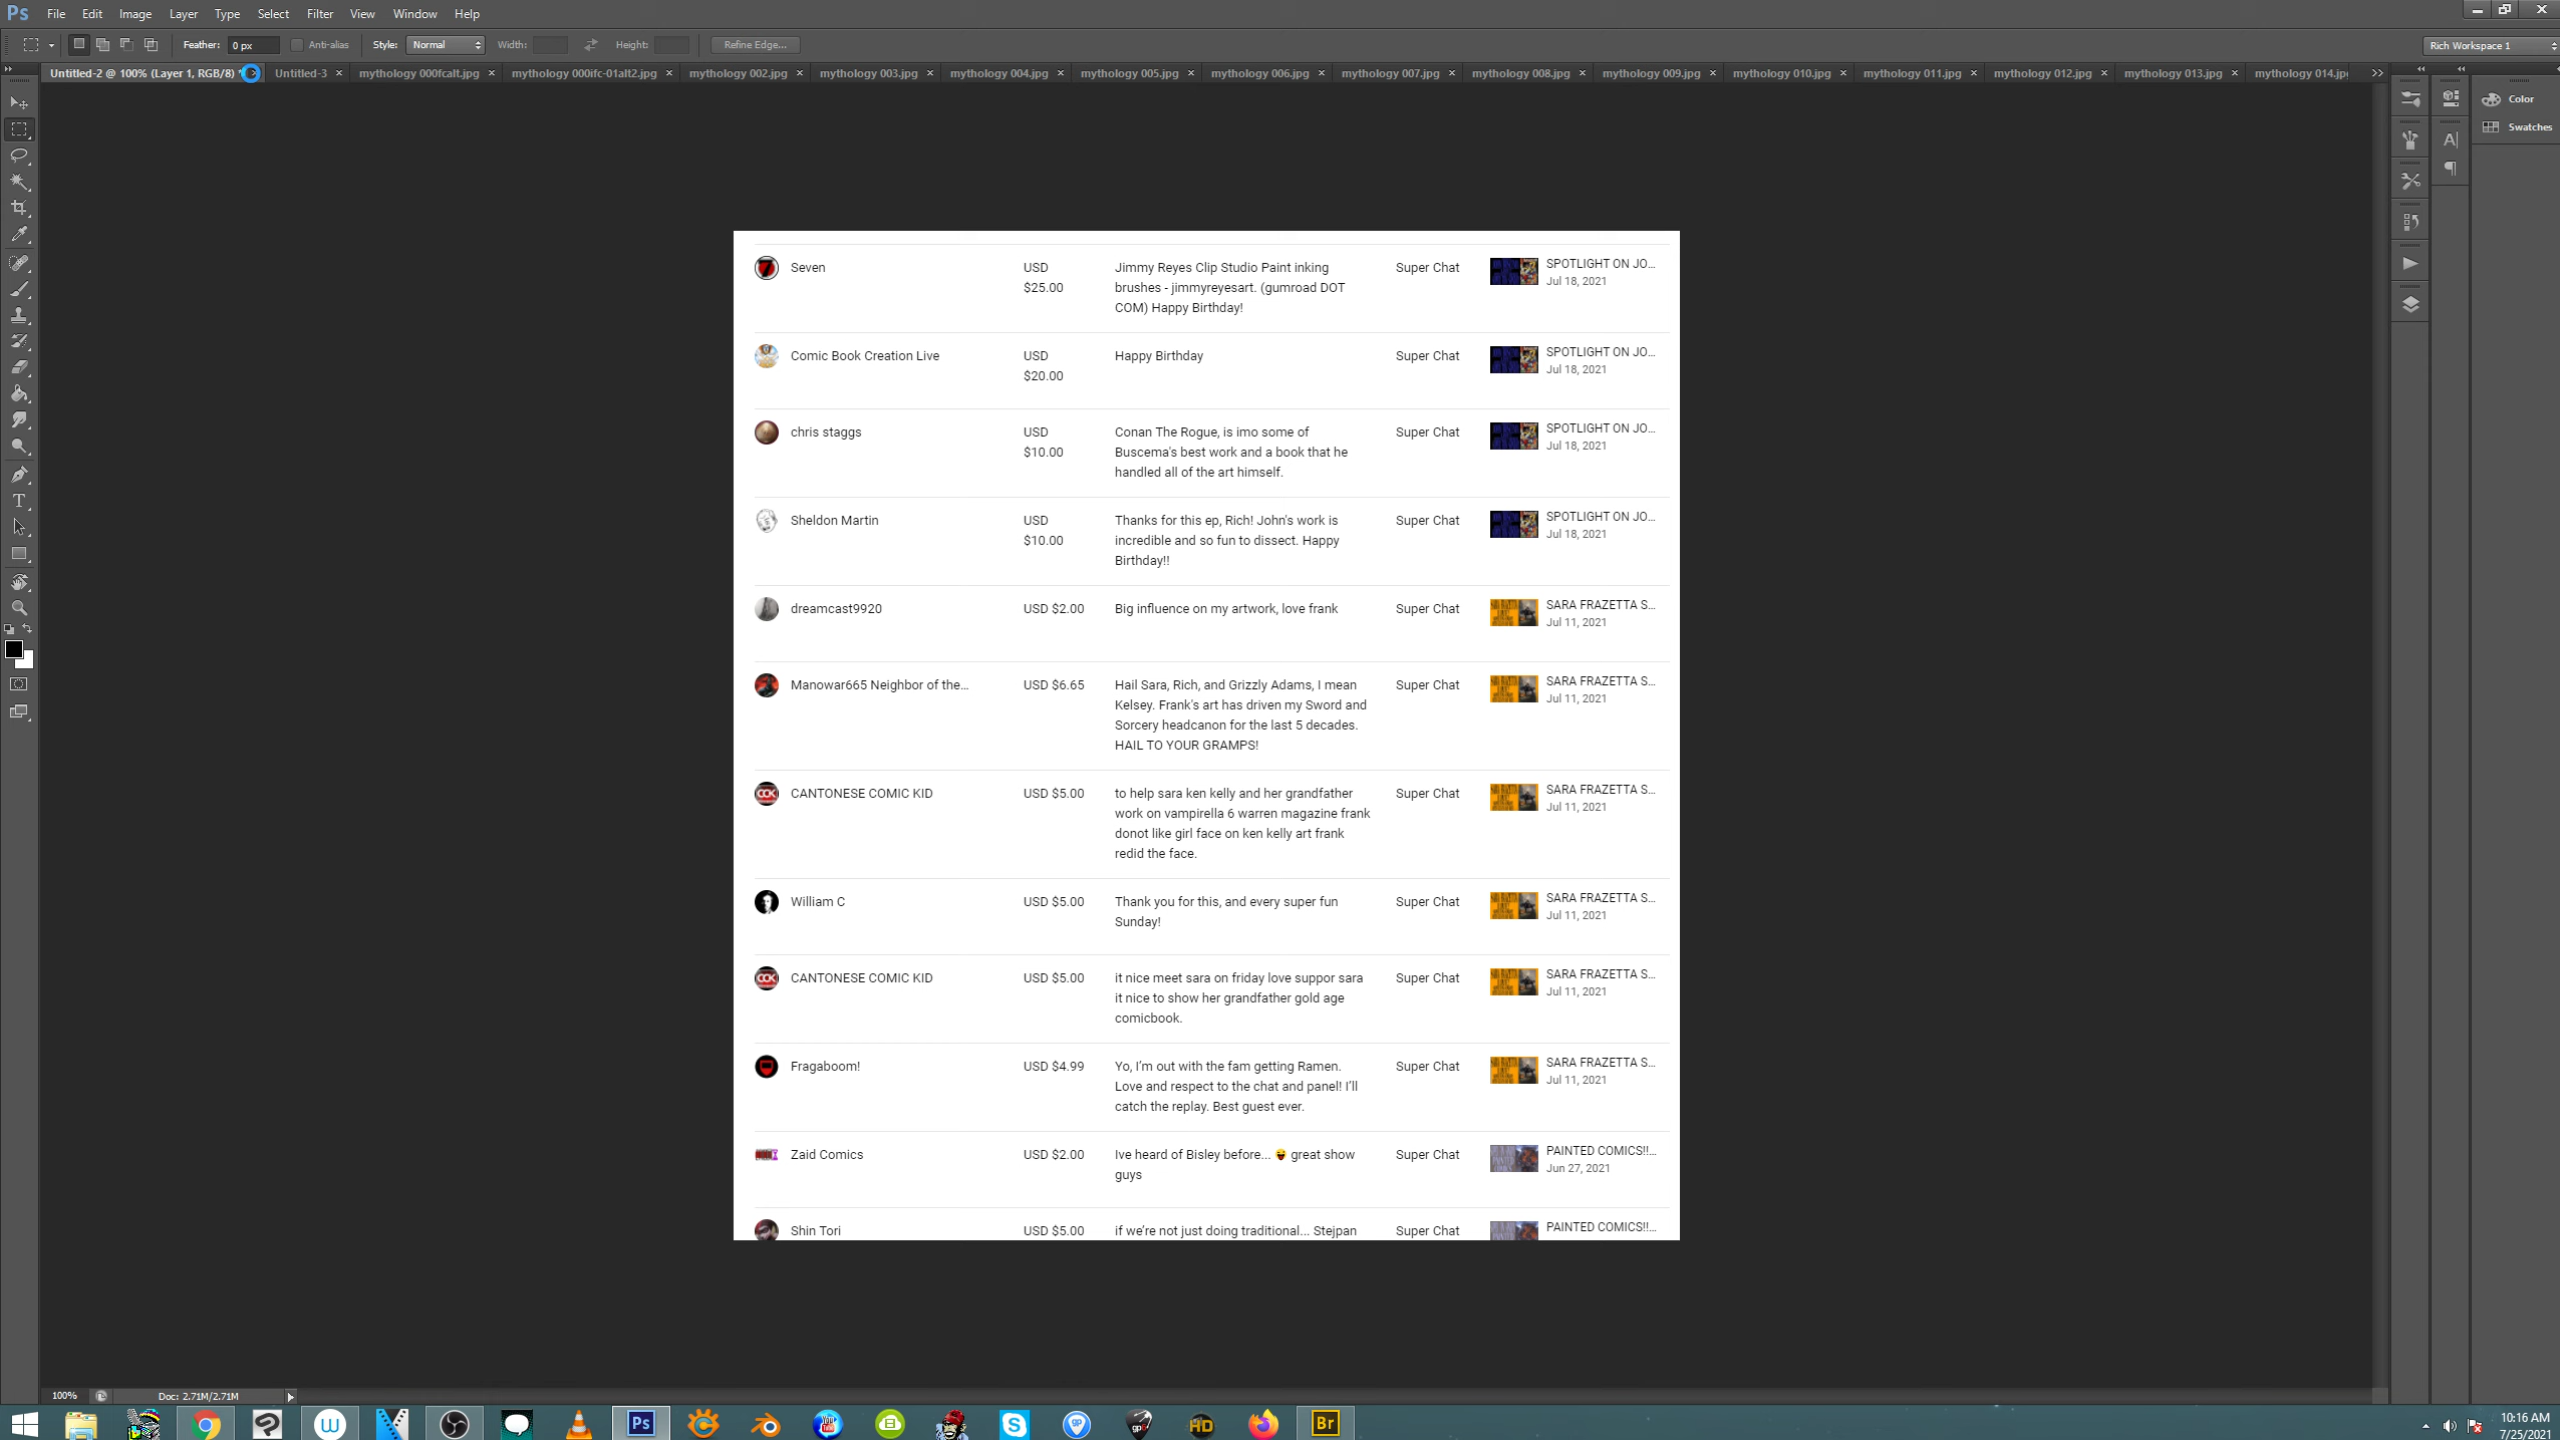 Ps File Edit Image Layer Type Select Filter View Window Help
Feather: 0 px Anti-alias Style: Normal Width: Height: Refine Edge... Rich Workspace 1
Untitled-2 @ 100% (Layer 1, RGB/8) * Untitled-3 × mythology 000fcalt.jpg × mythology 000ifc-01alt2.jpg × mythology 002.jpg × mythology 003.jpg × mythology 004.jpg × mythology 005.jpg × mythology 006.jpg × mythology 007.jpg × mythology 008.jpg × mythology 009.jpg × mythology 010.jpg × mythology 011.jpg × mythology 012.jpg × mythology 013.jpg × mythology 014.jpg
Color
Swatches
Seven USD Jimmy Reyes Clip Studio Paint inking Super Chat SPOTLIGHT ON JO...
$25.00 brushes - jimmyreyesart. (gumroad DOT Jul 18, 2021
COM) Happy Birthday!
Comic Book Creation Live USD Happy Birthday Super Chat SPOTLIGHT ON JO...
$20.00 Jul 18, 2021
chris staggs USD Conan The Rogue, is imo some of Super Chat SPOTLIGHT ON JO...
$10.00 Buscema's best work and a book that he Jul 18, 2021
handled all of the art himself.
Sheldon Martin USD Thanks for this ep, Rich! John's work is Super Chat SPOTLIGHT ON JO...
$10.00 incredible and so fun to dissect. Happy Jul 18, 2021
Birthday!!
dreamcast9920 USD $2.00 Big influence on my artwork, love frank Super Chat SARA FRAZETTA S...
Jul 11, 2021
Manowar665 Neighbor of the... USD $6.65 Hail Sara, Rich, and Grizzly Adams, I mean Super Chat SARA FRAZETTA S...
Kelsey. Frank's art has driven my Sword and Jul 11, 2021
Sorcery headcanon for the last 5 decades.
HAIL TO YOUR GRAMPS!
CANTONESE COMIC KID USD $5.00 to help sara ken kelly and her grandfather Super Chat SARA FRAZETTA S...
work on vampirella 6 warren magazine frank Jul 11, 2021
donot like girl face on ken kelly art frank
redid the face.
William C USD $5.00 Thank you for this, and every super fun Super Chat SARA FRAZETTA S...
Sunday! Jul 11, 2021
CANTONESE COMIC KID USD $5.00 it nice meet sara on friday love suppor sara Super Chat SARA FRAZETTA S...
it nice to show her grandfather gold age Jul 11, 2021
comicbook.
Fragaboom! USD $4.99 Yo, I'm out with the fam getting Ramen. Super Chat SARA FRAZETTA S...
Love and respect to the chat and panel! I'll Jul 11, 2021
catch the replay. Best guest ever.
Zaid Comics USD $2.00 Ive heard of Bisley before... 😜 great show Super Chat PAINTED COMICS!!...
guys Jun 27, 2021
Shin Tori USD $5.00 if we're not just doing traditional... Stejpan Super Chat PAINTED COMICS!!...
100% Doc: 2.71M/2.71M
Ps Br
10:16 AM
7/25/2021